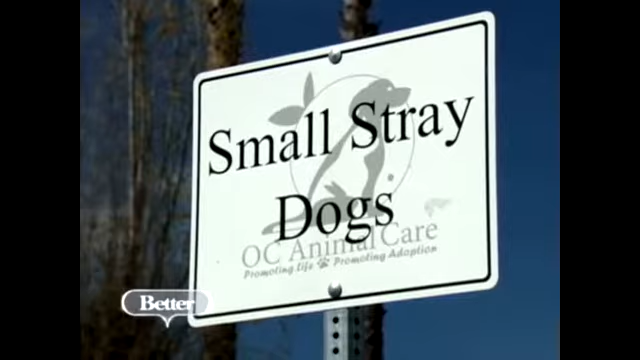 Small Stray
Dogs
OC Animal Care
Promoting Life Promoting Adoption
Better